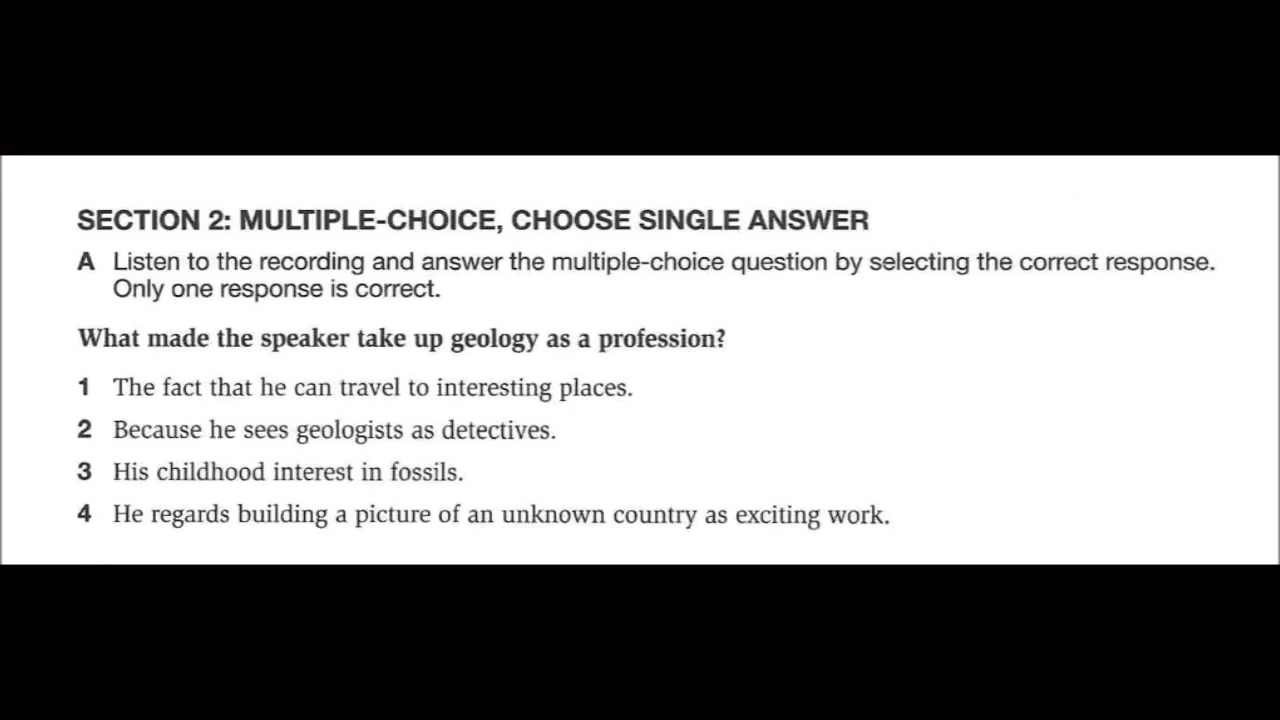 SECTION 2: MULTIPLE-CHOICE, CHOOSE SINGLE ANSWER
A Listen to the recording and answer the multiple-choice question by selecting the correct response.
Only one response is correct.
What made the speaker take up geology as a profession?
1 The fact that he can travel to interesting places.
2 Because he sees geologists as detectives.
3 His childhood interest in fossils.
4 He regards building a picture of an unknown country as exciting work.